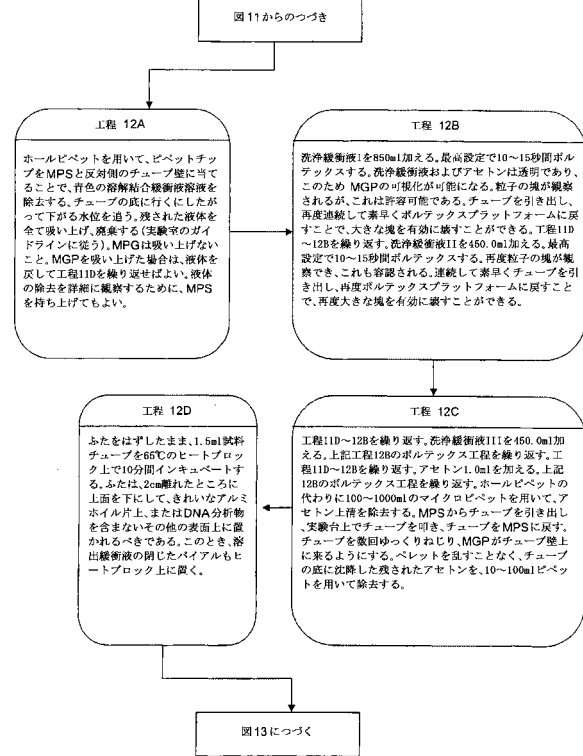 図11からのつづき
工程 12A
ホールピペットを用いて、ピペットチッ
プをMPSと反対側のチューブ壁に当て
ることで、青色の溶解結合緩衝液溶液を
除去する。チューブの底に行くにしたが
って下がる水位を追う。残された液体を
全て吸い上げ、廃棄する(実験室のガイ
ドラインに従う)。MPGは吸い上げない
こと。MGPを吸い上げた場合は、液体を
戻して工程11Dを繰り返せばよい。液体
の除去を詳細に観察するために、MPS
を持ち上げてもよい。
工程 12B
洗浄緩衝液Iを850ml加える。最高設定で10～15秒間ボル
テックスする。洗浄緩衝液およびアセトンは透明であり、
このため MGPの可視化が可能になる。粒子の塊が観察
されるが、これは許容可能である。チューブを引き出し、
再度連続して素早くボルテックスプラットフォームに戻
すことで、大きな塊を有効に壊すことができる。工程11D
～12Bを繰り返す。洗浄緩衝液IIを450.0ml加える。最高
設定で10～15秒間ボルテックスする。再度粒子の塊が観
察でき、これも容認される。連続して素早くチューブを引
き出し、再度ボルテックスプラットフォームに戻すこと
で、再度大きな塊を有効に壊すことができる。
工程 12C
工程11D～12Bを繰り返す。洗浄緩衝液IIIを450.0ml加
える。上記工程12Bのボルテックス工程を繰り返す。工
程11D～12Bを繰り返す。アセトン1.0mlを加える。上記
12Bのボルテックス工程を繰り返す。ホールピペットの
代わりに100～1000mlのマイクロピペットを用いて、ア
セトン上清を除去する。MPSからチューブを引き出し、
実験台上でチューブを叩き、チューブをMPSに戻す。
チューブを数回ゆっくりねじり、MGPがチューブ壁上
に来るようにする。ペレットを乱すことなく、チューブ
の底に沈降した残されたアセトンを、10～100mlピペッ
トを用いて除去する。
工程 12D
ふたをはずしたまま、1.5ml試料
チューブを65℃のヒートブロック
上で10分間インキュベートす
る。ふたは、2cm離れたところに
上面を下にして、きれいなアルミ
ホイル片上、またはDNA分析物
を含まないその他の表面上に置
かれるべきである。このとき、溶
出緩衝液の閉じたバイアルもヒ
ートブロック上に置く。
図13につづく